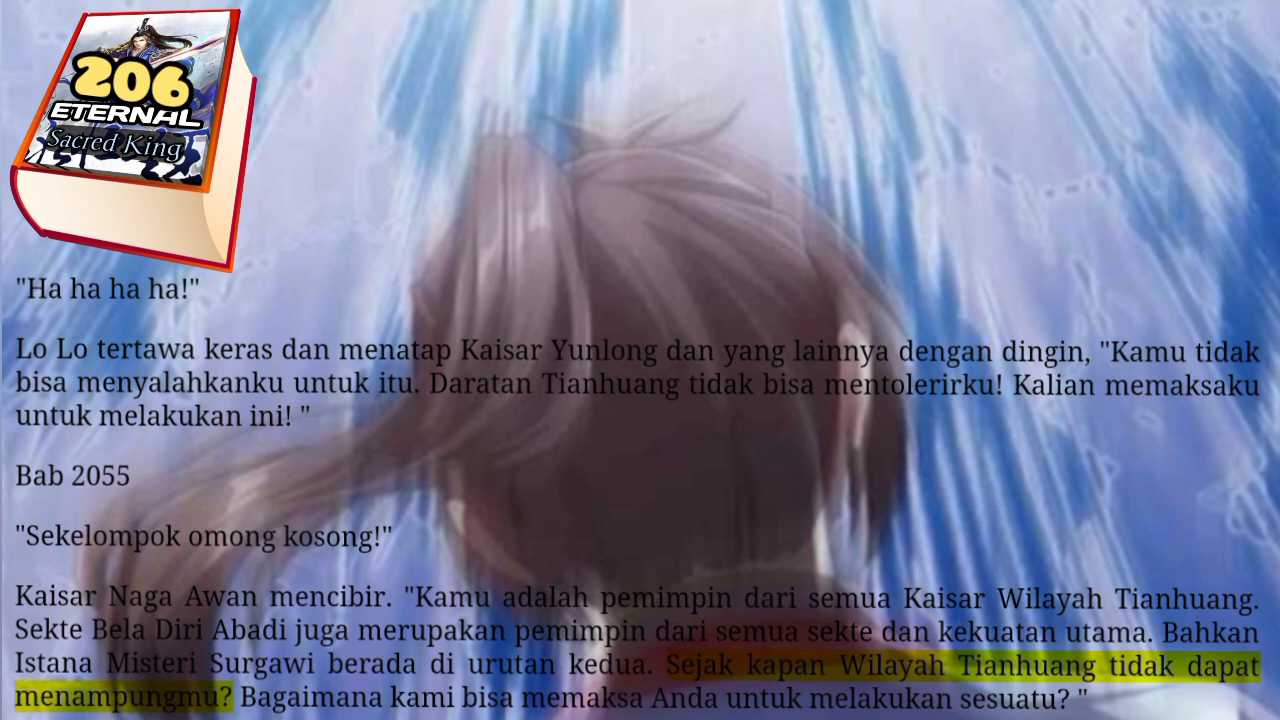 206
ETERNAL
Sacred King
"Ha ha ha ha!"
Lo Lo tertawa keras dan menatap Kaisar Yunlong dan yang lainnya dengan dingin, "Kamu tidak
bisa menyalahkanku untuk itu. Daratan Tianhuang tidak bisa mentolerirku! Kalian memaksaku
untuk melakukan ini! "
Bab 2055
"Sekelompok omong kosong!"
Kaisar Naga Awan mencibir. "Kamu adalah pemimpin dari semua Kaisar Wilayah Tianhuang.
Sekte Bela Diri Abadi juga merupakan pemimpin dari semua sekte dan kekuatan utama. Bahkan
Istana Misteri Surgawi berada di urutan kedua. Sejak kapan Wilayah Tianhuang tidak dapat
menampungmu? Bagaimana kami bisa memaksa Anda untuk melakukan sesuatu? "